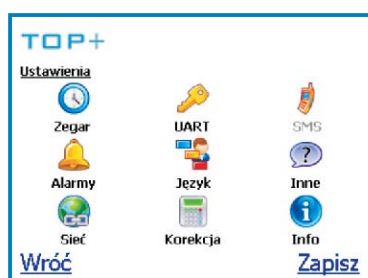 TOP+
Ustawienia
Zegar UART SMS
Alarmy Język Inne
Sieć Korekcja Info
Wróć Zapisz